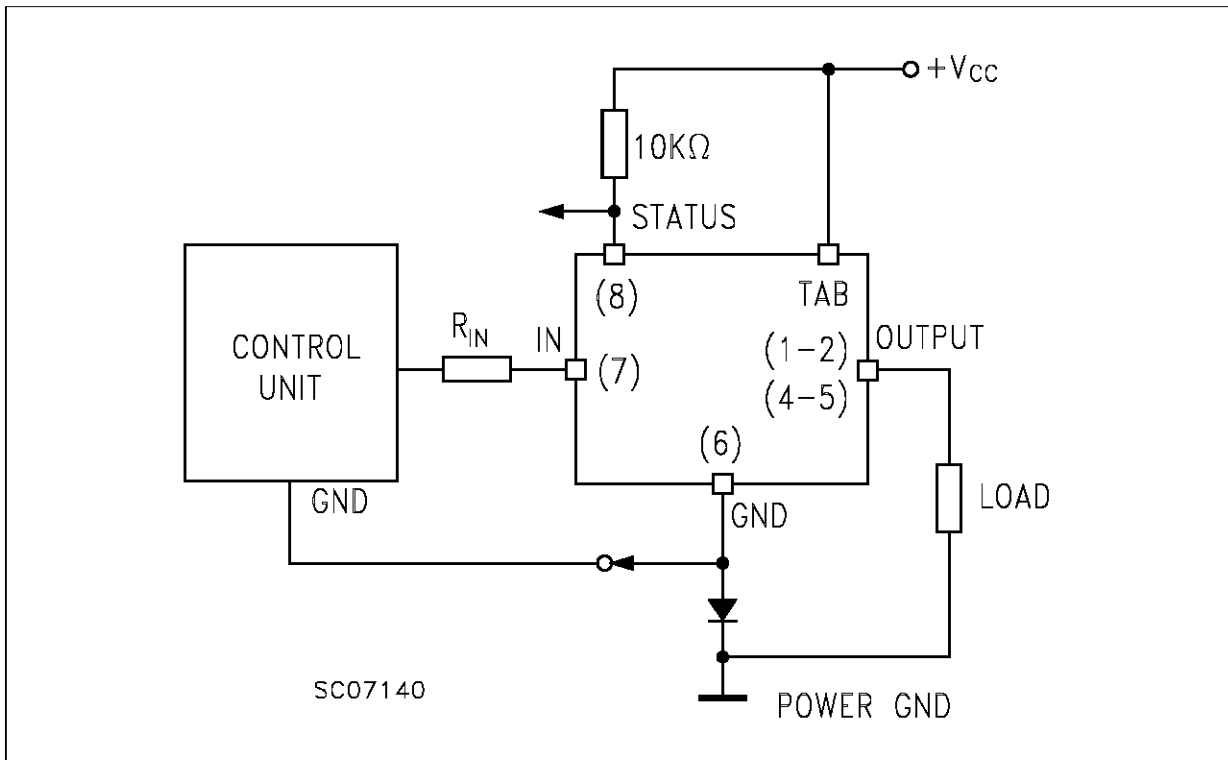 +VCC
10KΩ
STATUS
(8)
TAB
CONTROL
UNIT
RIN
IN
(7)
(1-2)
(4-5)
OUTPUT
(6)
GND
GND
LOAD
SC07140
POWER GND